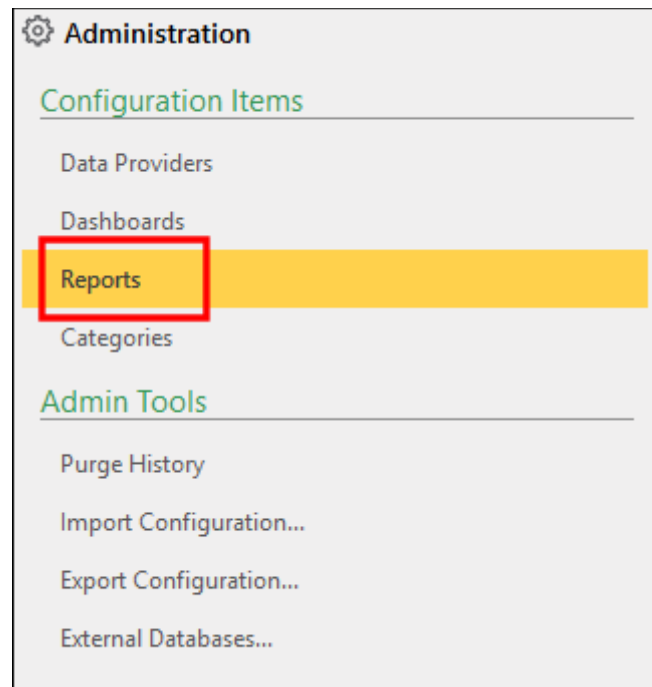 Administration
Configuration Items
Data Providers
Dashboards
Reports
Categories
Admin Tools
Purge History
Import Configuration...
Export Configuration...
External Databases...